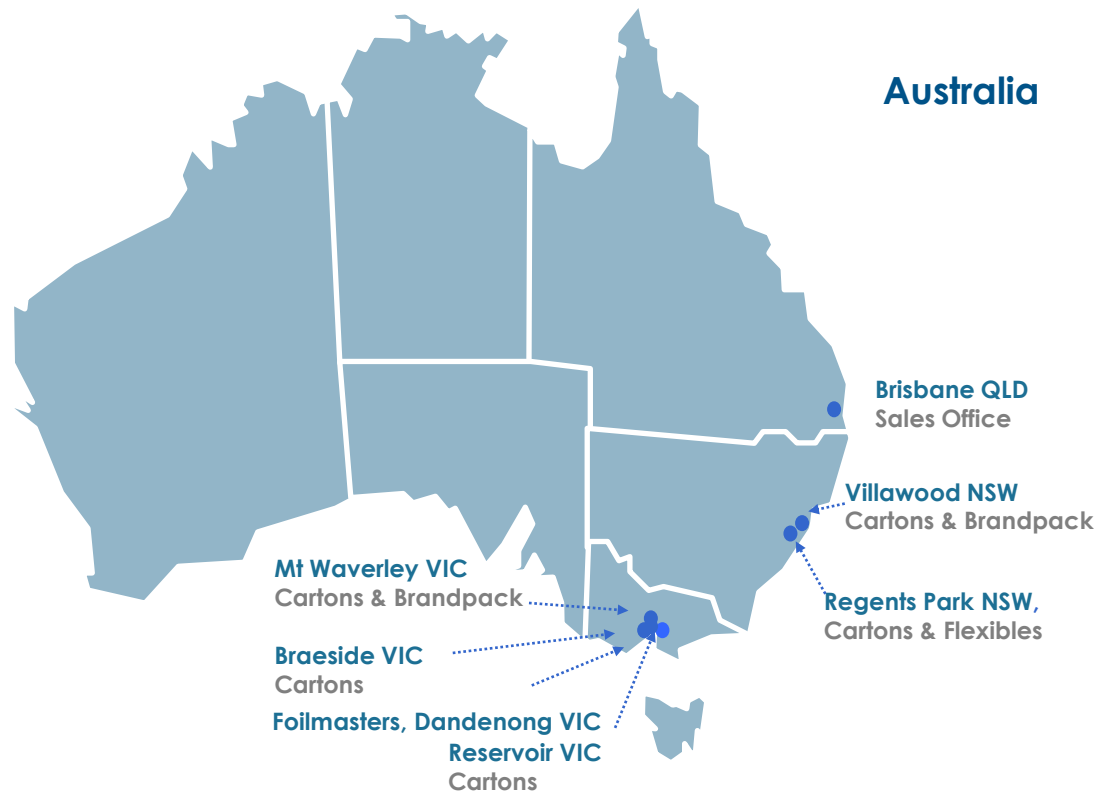 Australia
Brisbane QLD
Sales Office
Villawood NSW
Cartons & Brandpack
Mt Waverley VIC
Cartons & Brandpack
Regents Park NSW,
Cartons & Flexibles
Braeside VIC
Cartons
Foilmasters, Dandenong VIC
Reservoir VIC
Cartons